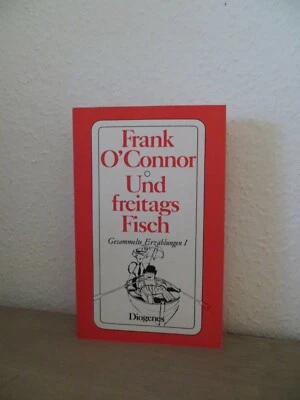 Frank
O'Connor
Und
freitags
Fisch
Gesammelte Erzählungen I
Diogenes